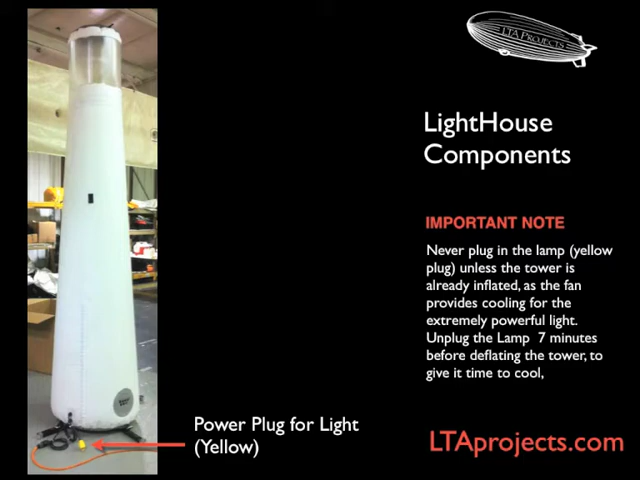 LTA PROJECTS
LightHouse
Components
IMPORTANT NOTE
Never plug in the lamp (yellow
plug) unless the tower is
already inflated, as the fan
provides cooling for the
extremely powerful light.
Unplug the Lamp 7 minutes
before deflating the tower, to
give it time to cool,
Power Plug for Light
(Yellow)
LTAprojects.com